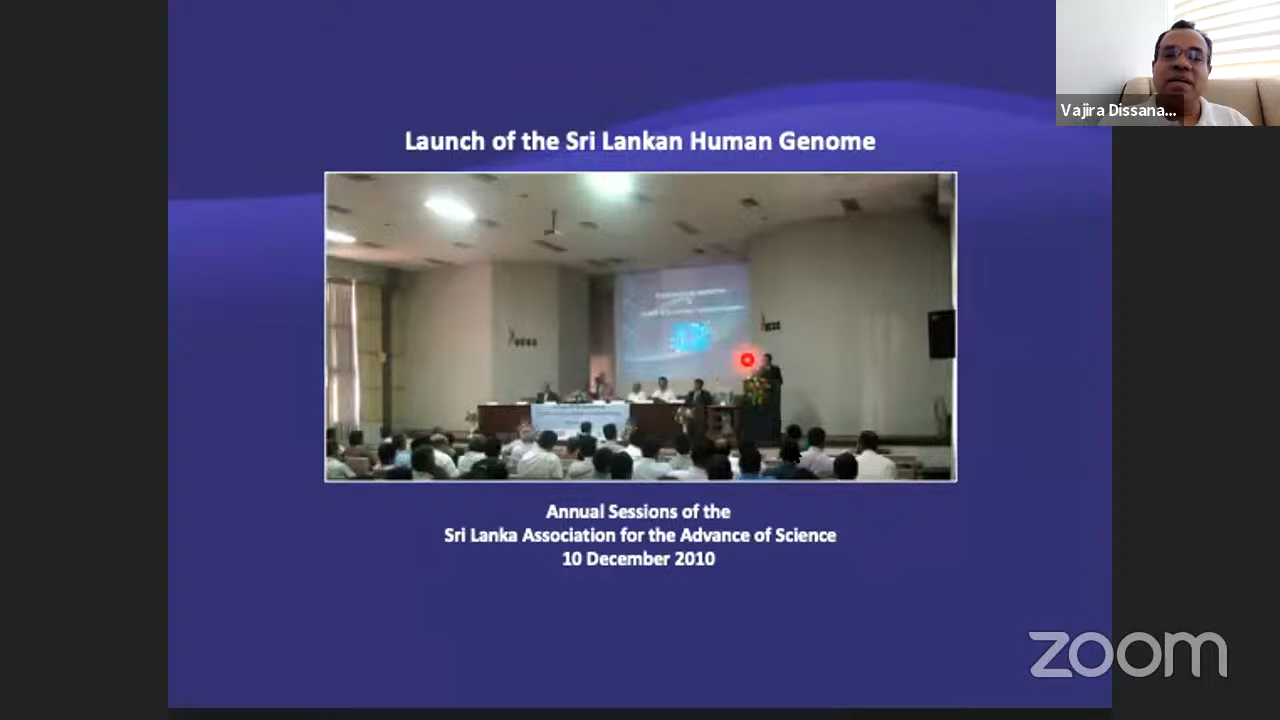 Vajira Dissana...
Launch of the Sri Lankan Human Genome
Annual Sessions of the
Sri Lanka Association for the Advance of Science
10 December 2010
zoom